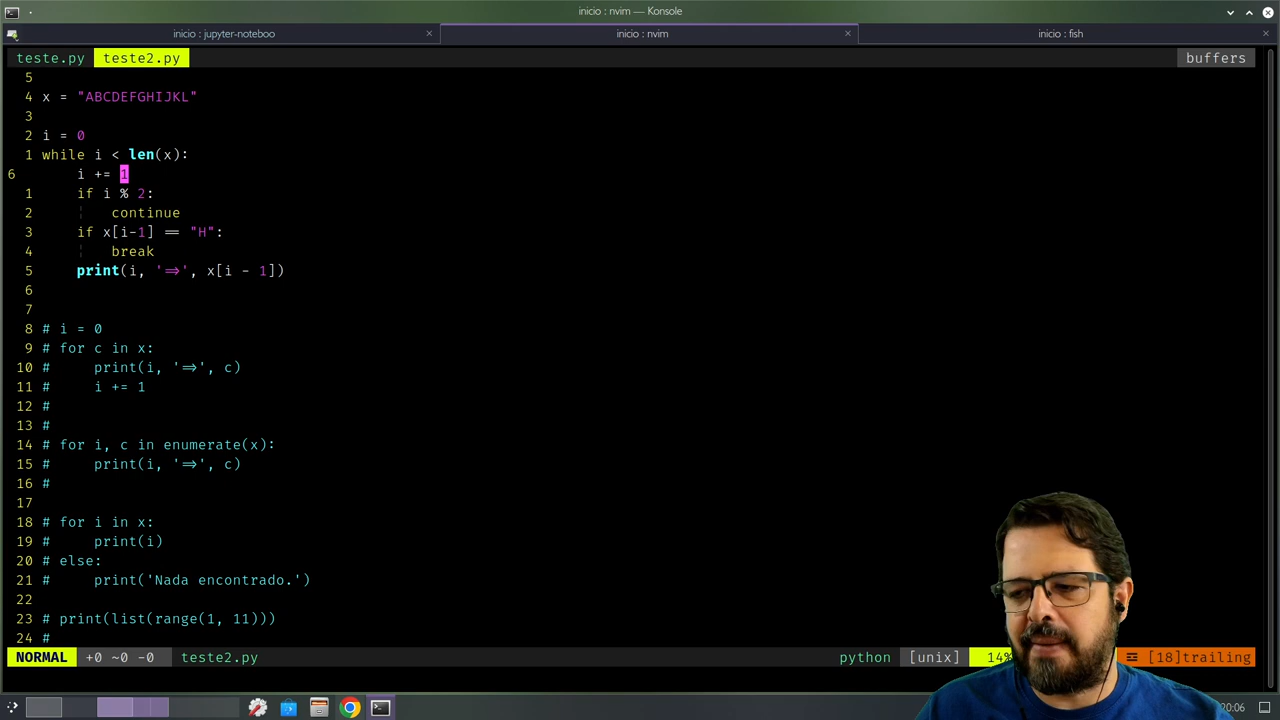 inicio : nvim — Konsole
inicio : jupyter-noteboo
inicio : nvim
inicio : fish
teste.py teste2.py buffers
5
4 x = "ABCDEFGHIJKL"
3
2 i = 0
1 while i < len(x):
6 i += 1
1 if i % 2:
2 continue
3 if x[i-1] == "H":
4 break
5 print(i, '=>', x[i - 1])
6
7
8 # i = 0
9 # for c in x:
10 # print(i, '=>', c)
11 # i += 1
12 #
13 #
14 # for i, c in enumerate(x):
15 # print(i, '=>', c)
16 #
17
18 # for i in x:
19 # print(i)
20 # else:
21 # print('Nada encontrado.')
22
23 # print(list(range(1, 11)))
24 #
NORMAL +0 ~0 -0 teste2.py python [unix] 14% [18]trailing
20:06